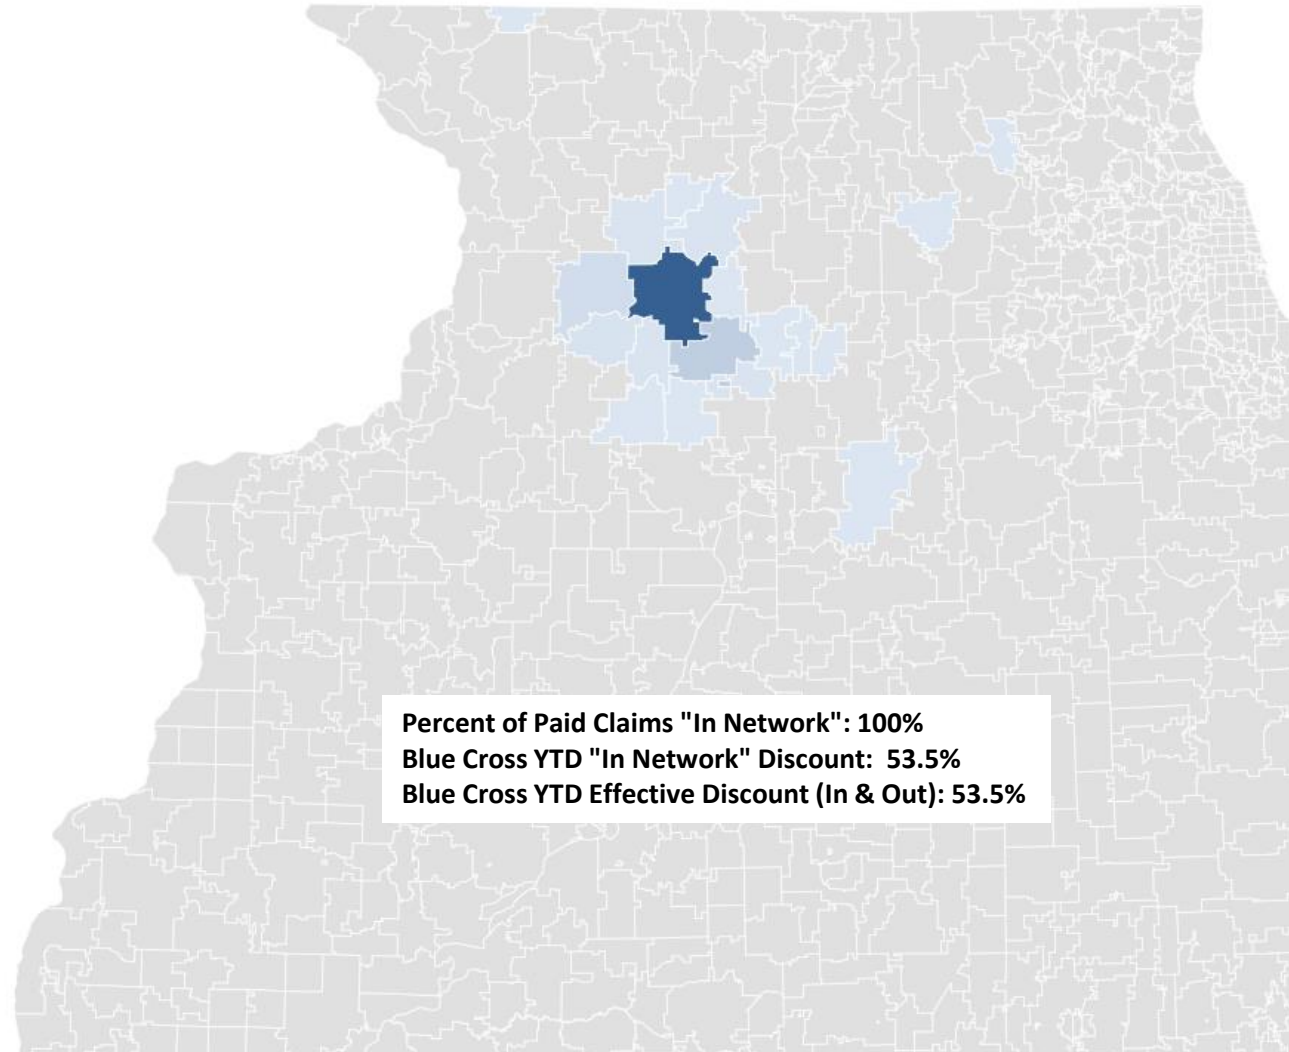 Percent of Paid Claims "In Network": 100%
Blue Cross YTD "In Network" Discount:  53.5%
Blue Cross YTD Effective Discount (In & Out): 53.5%